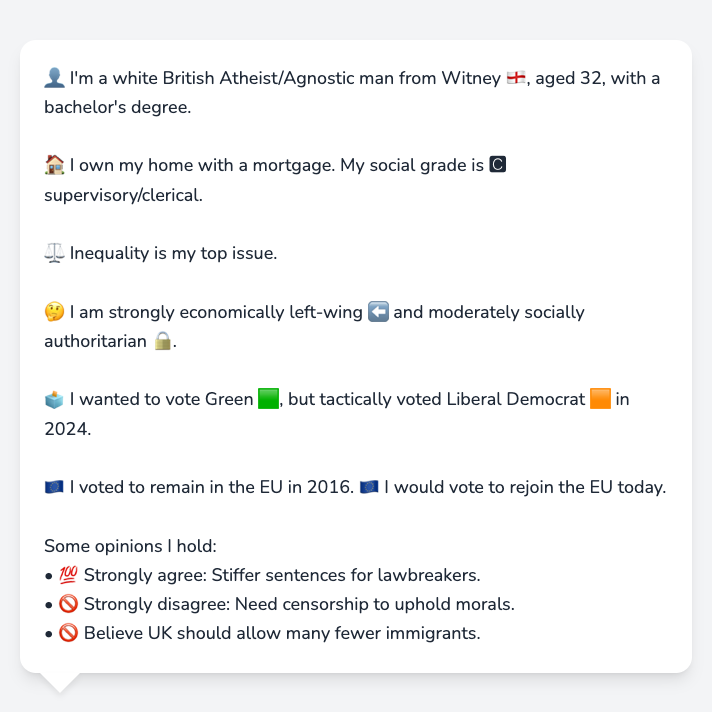 👤 I'm a white British Atheist/Agnostic man from Witney 🏴󠁧󠁢󠁥󠁮󠁧󠁿, aged 32, with a
bachelor's degree.
🏠 I own my home with a mortgage. My social grade is 🅲
supervisory/clerical.
⚖️ Inequality is my top issue.
🤔 I am strongly economically left-wing ⬅️ and moderately socially
authoritarian 🔒.
🗳️ I wanted to vote Green 🟩, but tactically voted Liberal Democrat 🟧 in
2024.
🇪🇺 I voted to remain in the EU in 2016. 🇪🇺 I would vote to rejoin the EU today.
Some opinions I hold:
• 💯 Strongly agree: Stiffer sentences for lawbreakers.
• 🚫 Strongly disagree: Need censorship to uphold morals.
• 🚫 Believe UK should allow many fewer immigrants.